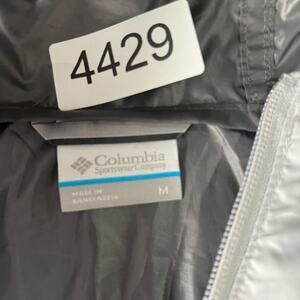 4429
Columbia
Sportswear Company
MADE IN
BANGLADESH
M